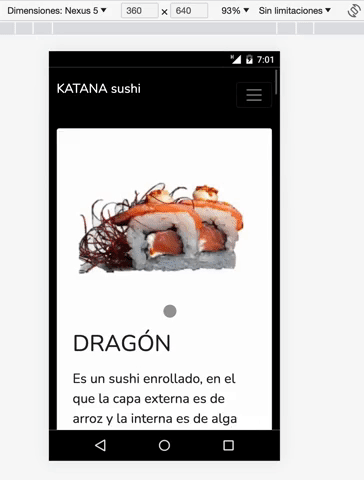 Dimensiones: Nexus 5 ▾ 360 × 640 93% ▾ Sin limitaciones ▾
7:01
KATANA sushi
DRAGÓN
Es un sushi enrollado, en el
que la capa externa es de
arroz y la interna es de alga